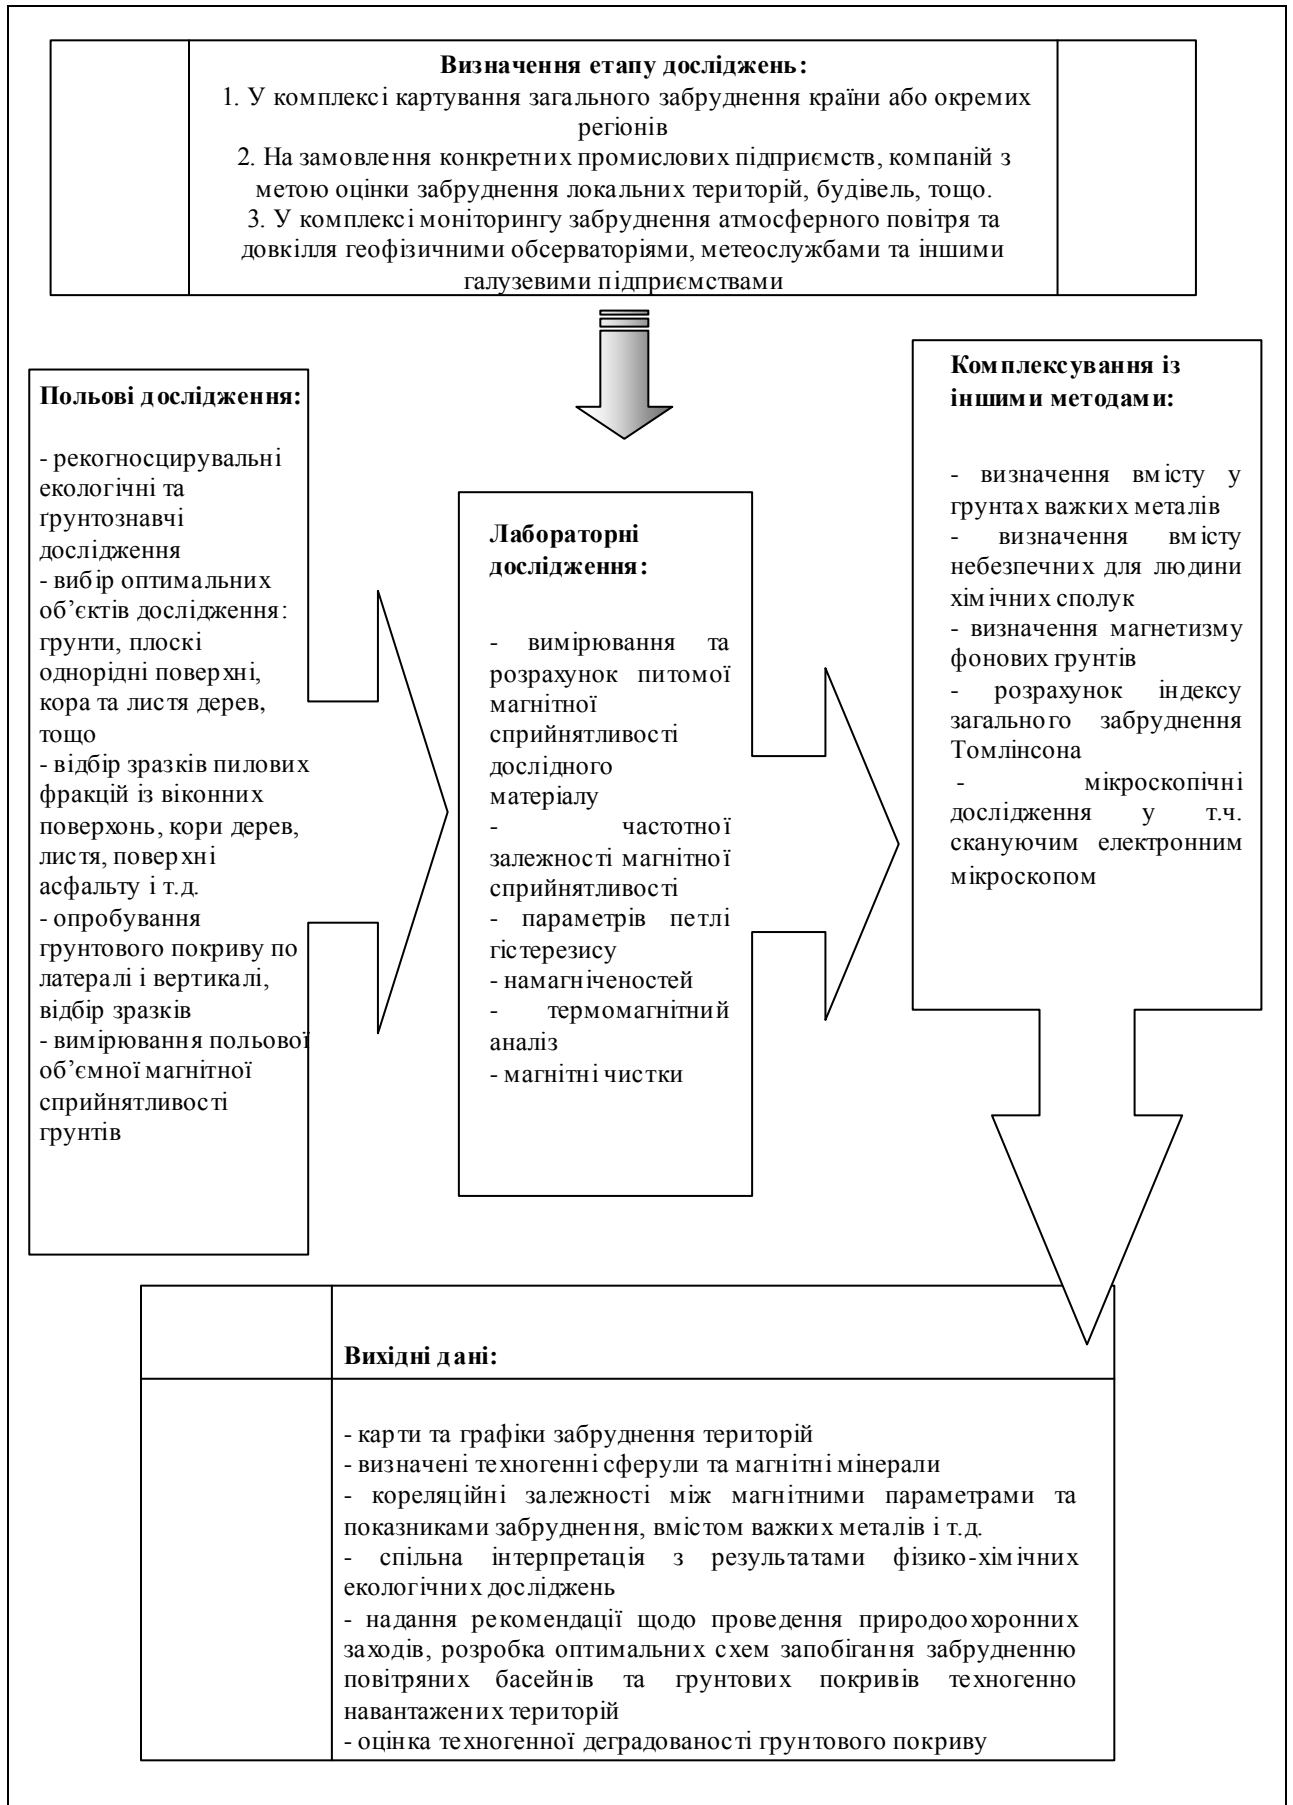 Визначення етапу досліджень:
1. У комплексі картування загального забруднення країни або окремих
регіонів
2. На замовлення конкретних промислових підприємств, компаній з
метою оцінки забруднення локальних територій, будівель, тощо.
3. У комплексі моніторингу забруднення атмосферного повітря та
довкілля геофізичними обсерваторіями, метеослужбами та іншими
галузевими підприємствами
Польові дослідження:
- рекогносцирувальні
екологічні та
ґрунтознавчі
дослідження
- вибір оптимальних
об’єктів дослідження:
грунти, плоскі
однорідні поверхні,
кора та листя дерев,
тощо
- відбір зразків пилових
фракцій із віконних
поверхонь, кори дерев,
листя, поверхні
асфальту і т.д.
- опробування
грунтового покриву по
латералі і вертикалі,
відбір зразків
- вимірювання польової
об’ємної магнітної
сприйнятливості
грунтів
Лабораторні
дослідження:
- вимірювання та
розрахунок питомої
магнітної
сприйнятливості
дослідного
матеріалу
- частотної
залежності магнітної
сприйнятливості
- параметрів петлі
гістерезису
- намагніченостей
- термомагнітний
аналіз
- магнітні чистки
Комплексування із
іншими методами:
- визначення вмісту у
грунтах важких металів
- визначення вмісту
небезпечних для людини
хімічних сполук
- визначення магнетизму
фонових грунтів
- розрахунок індексу
загального забруднення
Томлінсона
- мікроскопічні
дослідження у т.ч.
скануючим електронним
мікроскопом
Вихідні дані:
- карти та графіки забруднення територій
- визначені техногенні сферули та магнітні мінерали
- кореляційні залежності між магнітними параметрами та
показниками забруднення, вмістом важких металів і т.д.
- спільна інтерпретація з результатами фізико-хімічних
екологічних досліджень
- надання рекомендації щодо проведення природоохоронних
заходів, розробка оптимальних схем запобігання забрудненню
повітряних басейнів та грунтових покривів техногенно
навантажених територій
- оцінка техногенної деградованості грунтового покриву